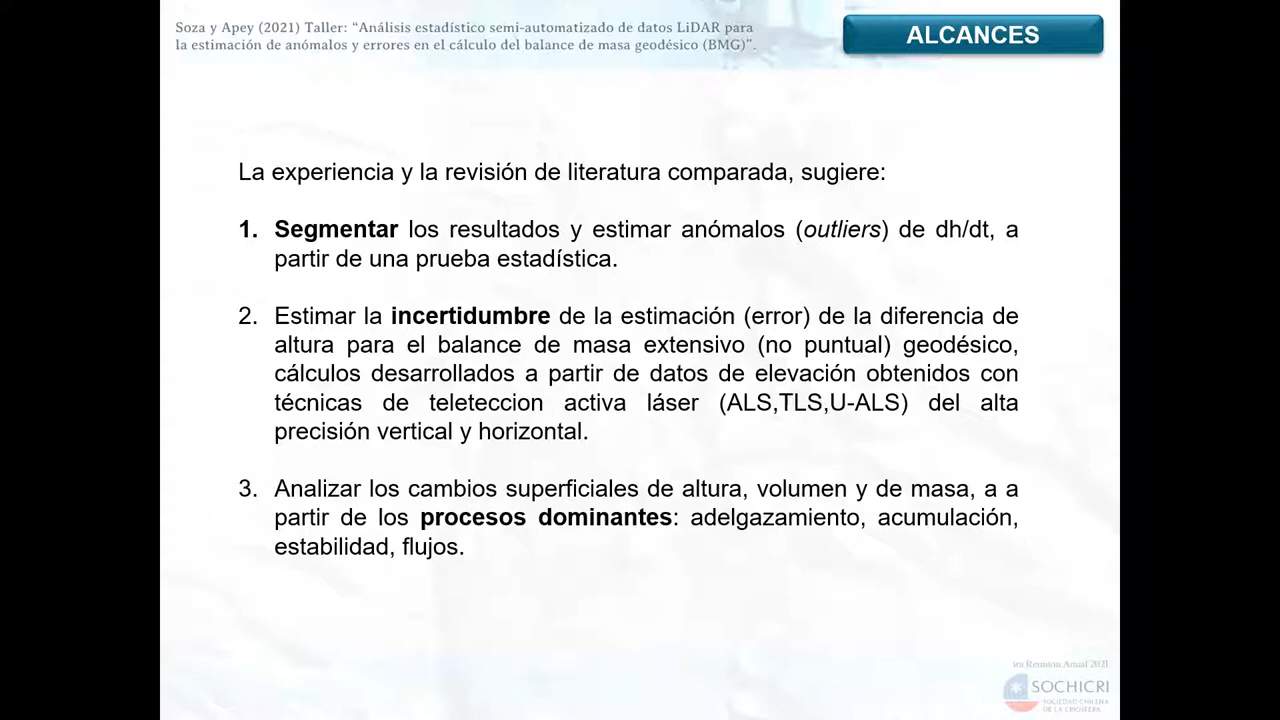 Soza y Apey (2021) Taller: “Análisis estadístico semi-automatizado de datos LiDAR para
la estimación de anómalos y errores en el cálculo del balance de masa geodésico (BMG)”.
ALCANCES
La experiencia y la revisión de literatura comparada, sugiere:
1. Segmentar los resultados y estimar anómalos (outliers) de dh/dt, a
partir de una prueba estadística.
2. Estimar la incertidumbre de la estimación (error) de la diferencia de
altura para el balance de masa extensivo (no puntual) geodésico,
cálculos desarrollados a partir de datos de elevación obtenidos con
técnicas de teleteccion activa láser (ALS,TLS,U-ALS) del alta
precisión vertical y horizontal.
3. Analizar los cambios superficiales de altura, volumen y de masa, a a
partir de los procesos dominantes: adelgazamiento, acumulación,
estabilidad, flujos.
1ra Reunión Anual 2021
SOCHICRI
SOCIEDAD CHILENA
DE LA CRIÓSFERA